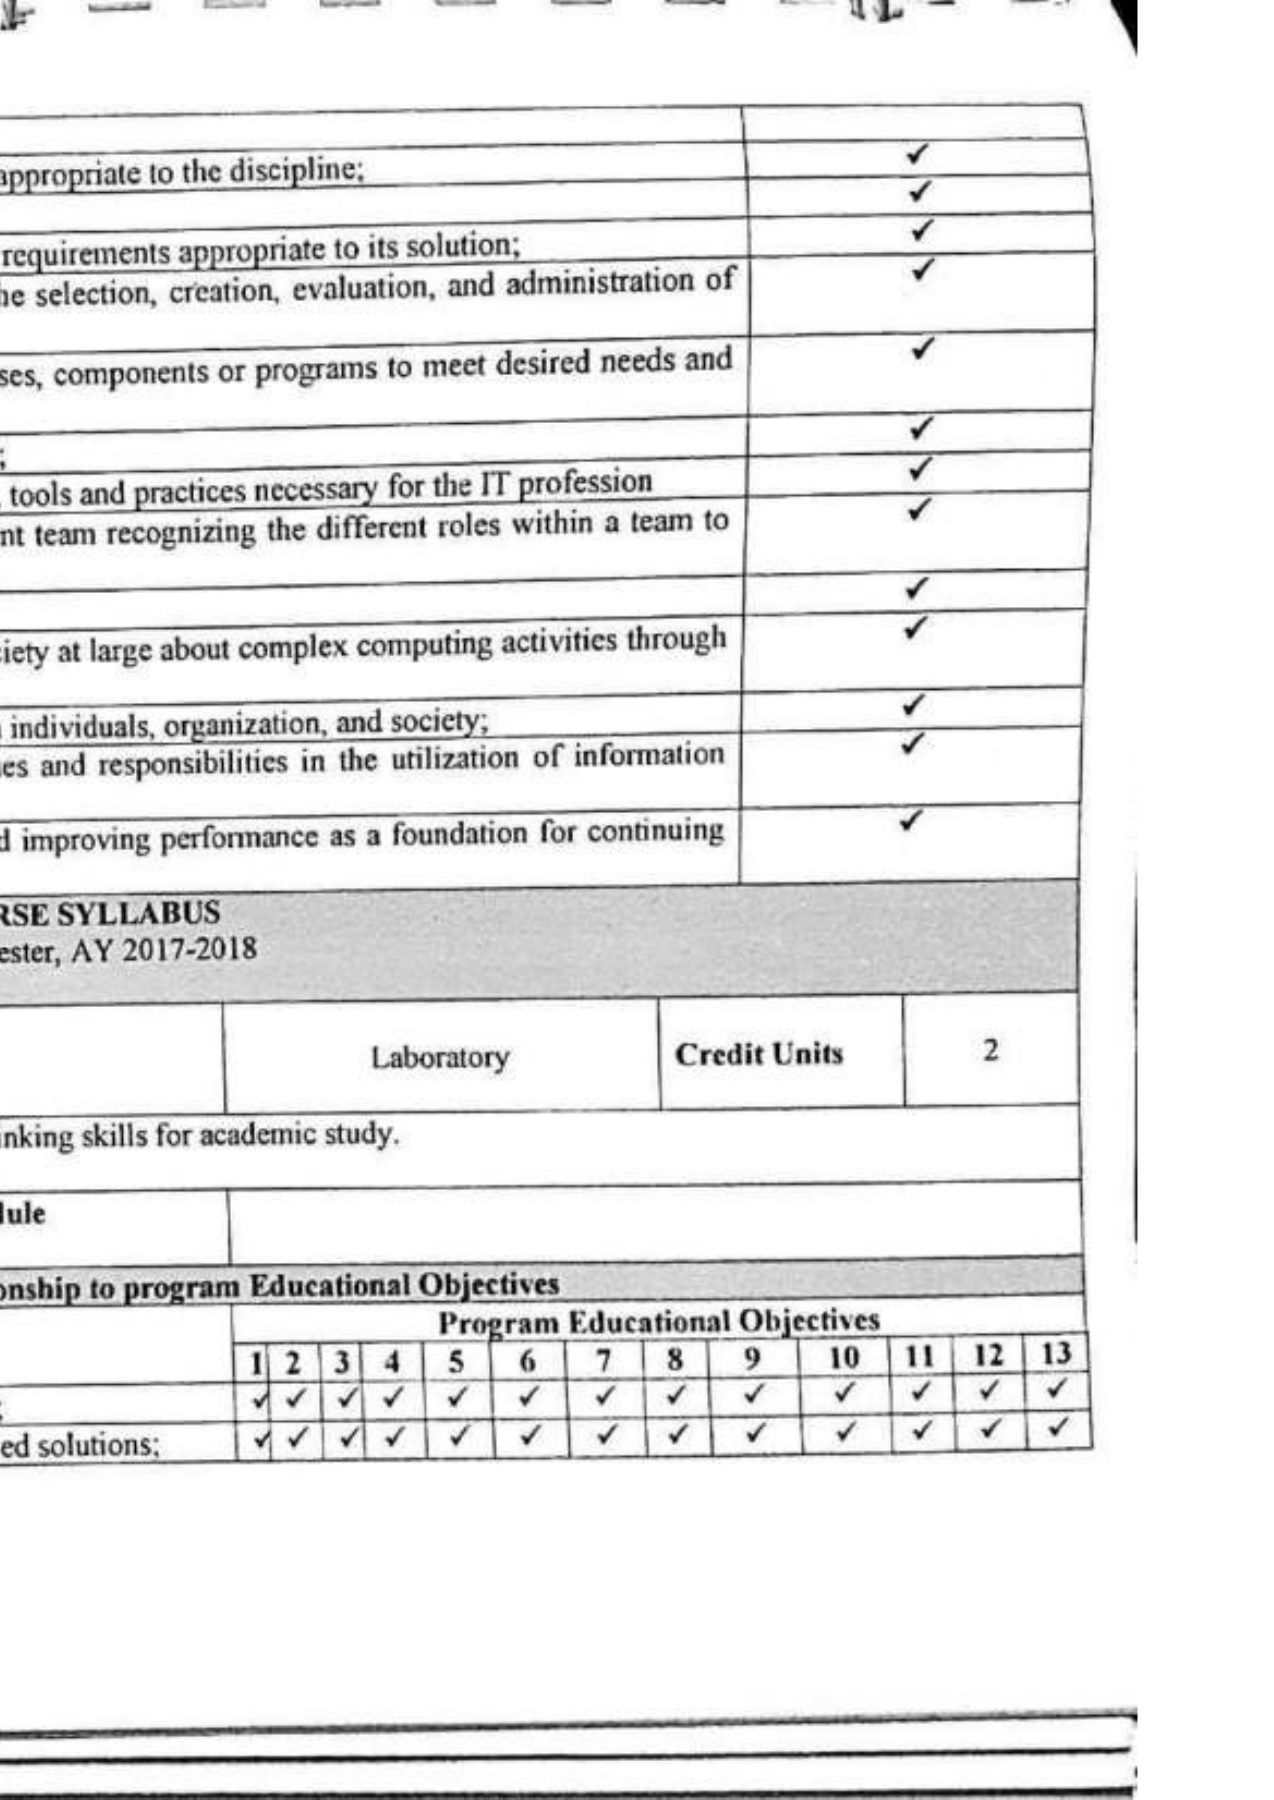 appropriate to the discipline; ✓
✓
requirements appropriate to its solution; ✓
he selection, creation, evaluation, and administration of ✓
ses, components or programs to meet desired needs and ✓
; ✓
, tools and practices necessary for the IT profession ✓
nt team recognizing the different roles within a team to ✓
✓
iety at large about complex computing activities through ✓
individuals, organization, and society; ✓
es and responsibilities in the utilization of information ✓
d improving performance as a foundation for continuing ✓
RSE SYLLABUS
ester, AY 2017-2018
Laboratory Credit Units 2
inking skills for academic study.
lule
onship to program Educational Objectives
Program Educational Objectives
1 2 3 4 5 6 7 8 9 10 11 12 13
; ✓ ✓ ✓ ✓ ✓ ✓ ✓ ✓ ✓ ✓ ✓ ✓ ✓
ed solutions; ✓ ✓ ✓ ✓ ✓ ✓ ✓ ✓ ✓ ✓ ✓ ✓ ✓